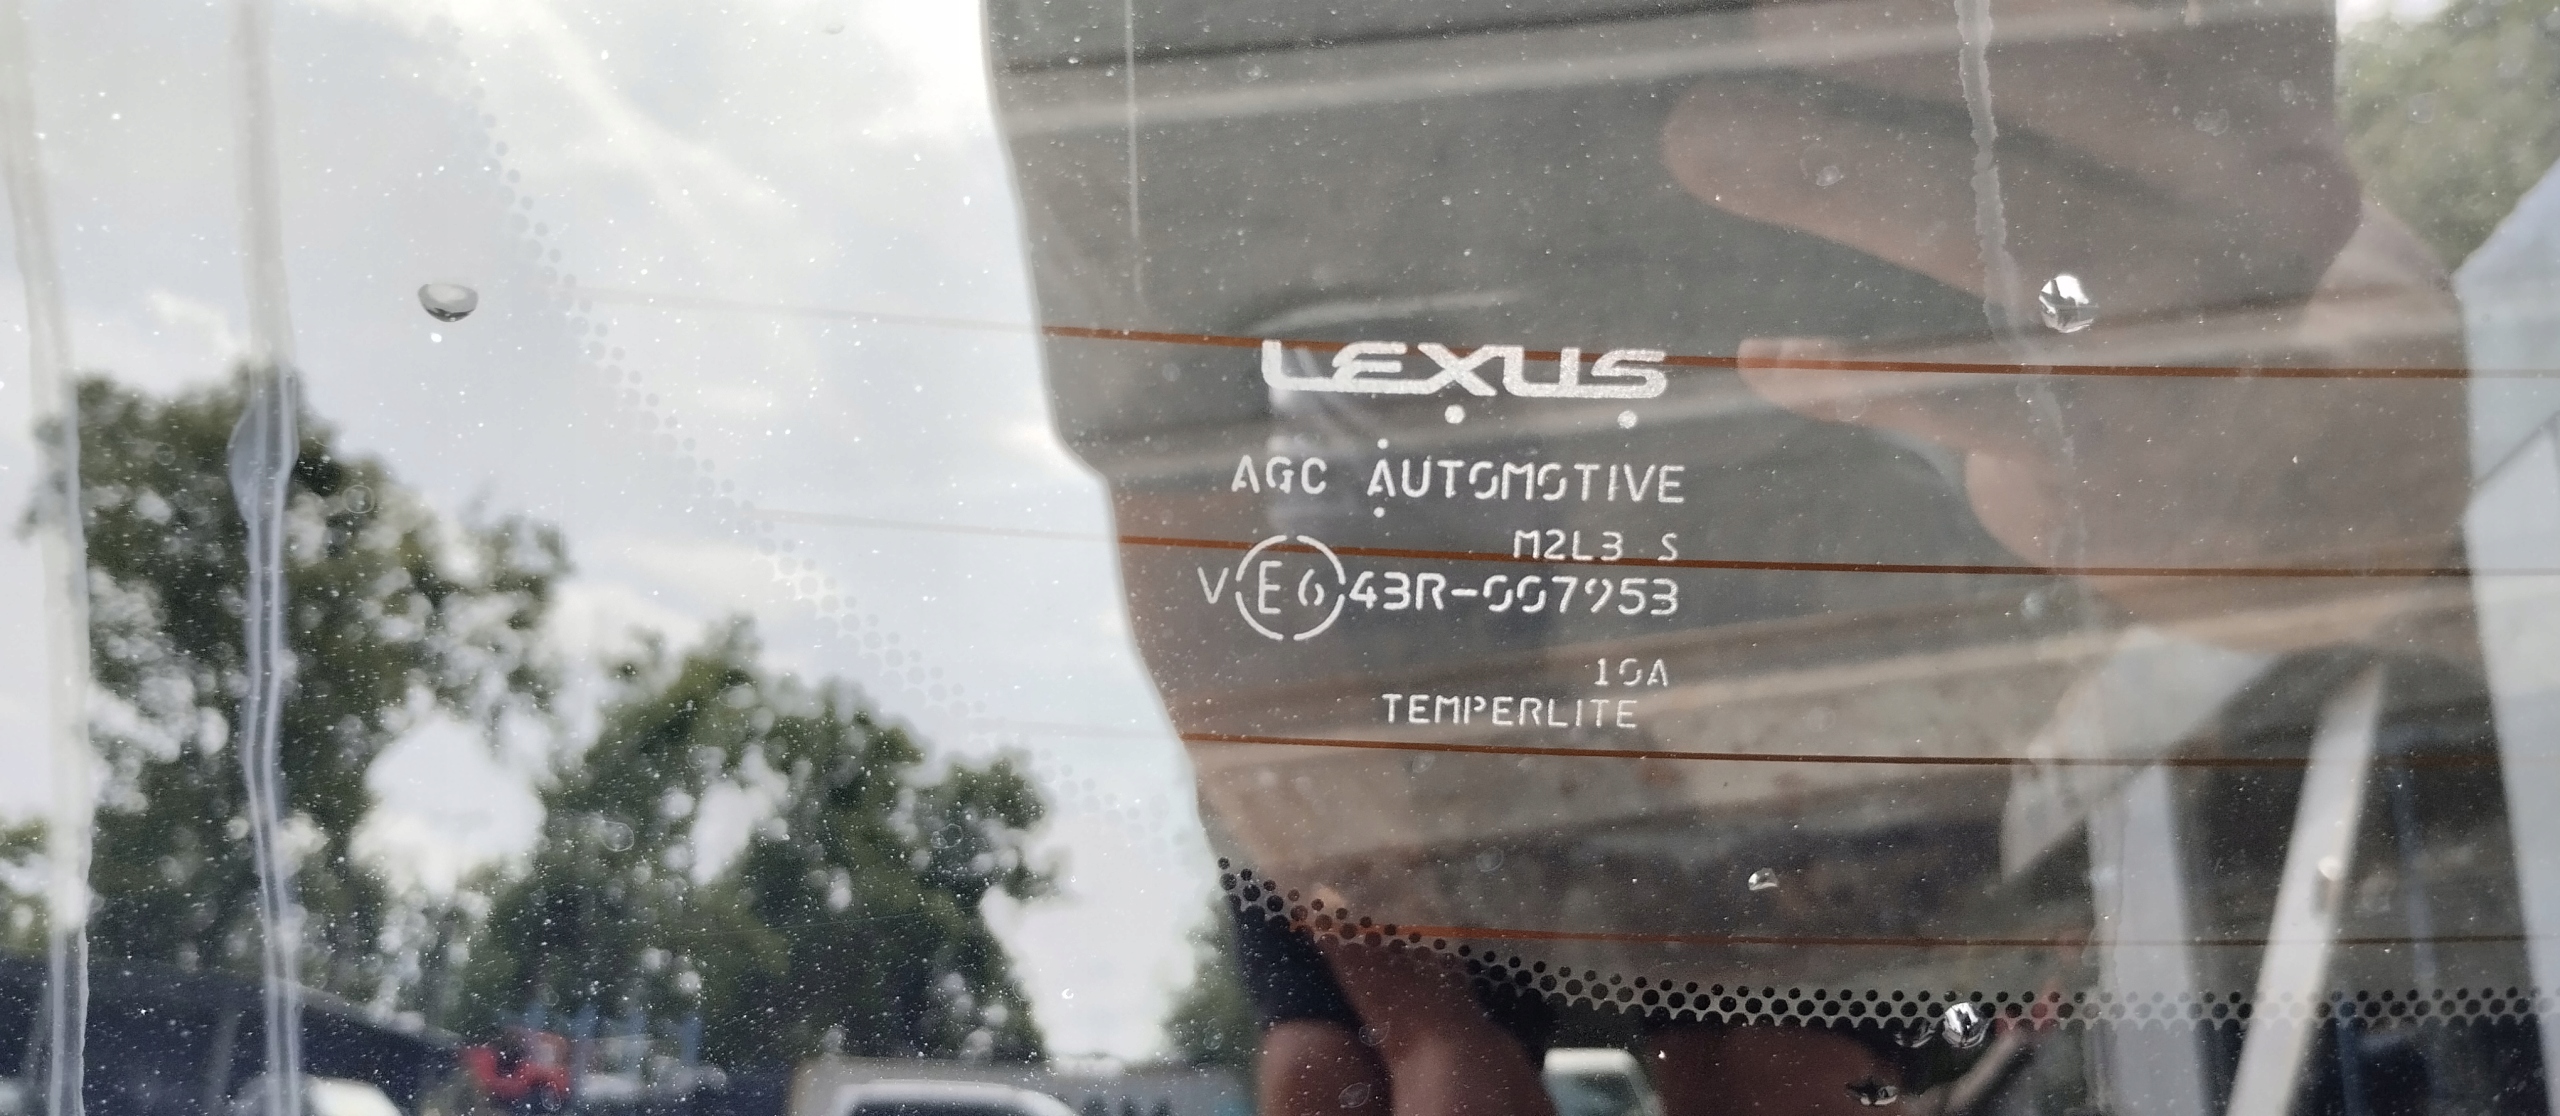 LEXUS
AGC AUTOMOTIVE
M2L3 S
V E6 43R-007953
10A
TEMPERLITE